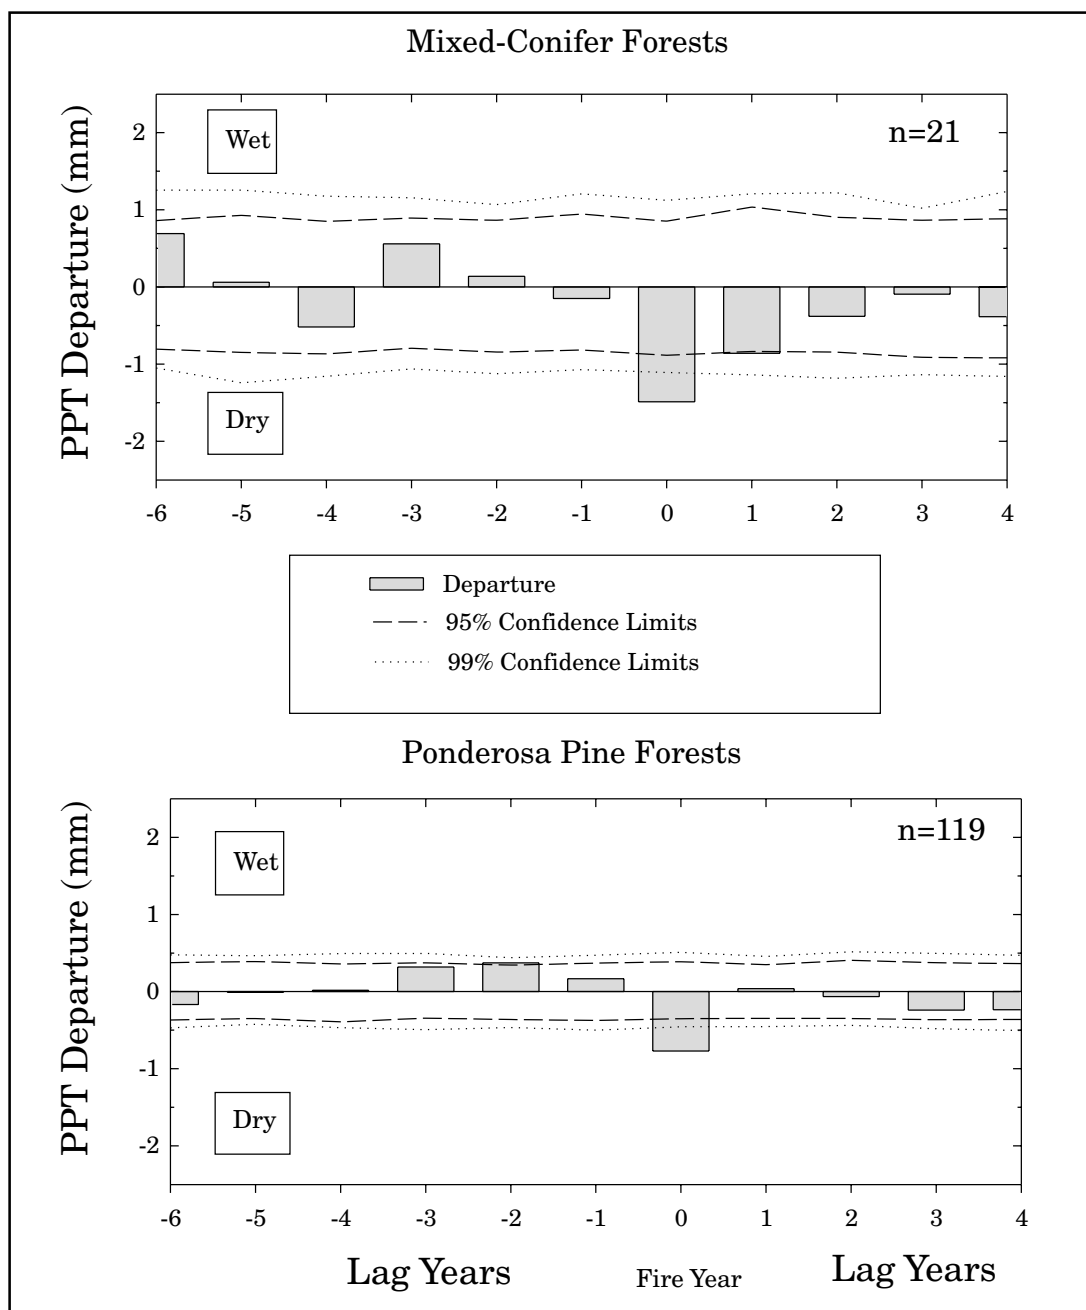 Mixed-Conifer Forests
PPT Departure (mm)
Wet
n=21
2
1
0
-1
-2
Dry
-6 -5 -4 -3 -2 -1 0 1 2 3 4
Departure
95% Confidence Limits
99% Confidence Limits
Ponderosa Pine Forests
PPT Departure (mm)
Wet
n=119
2
1
0
-1
-2
Dry
-6 -5 -4 -3 -2 -1 0 1 2 3 4
Lag Years Fire Year Lag Years